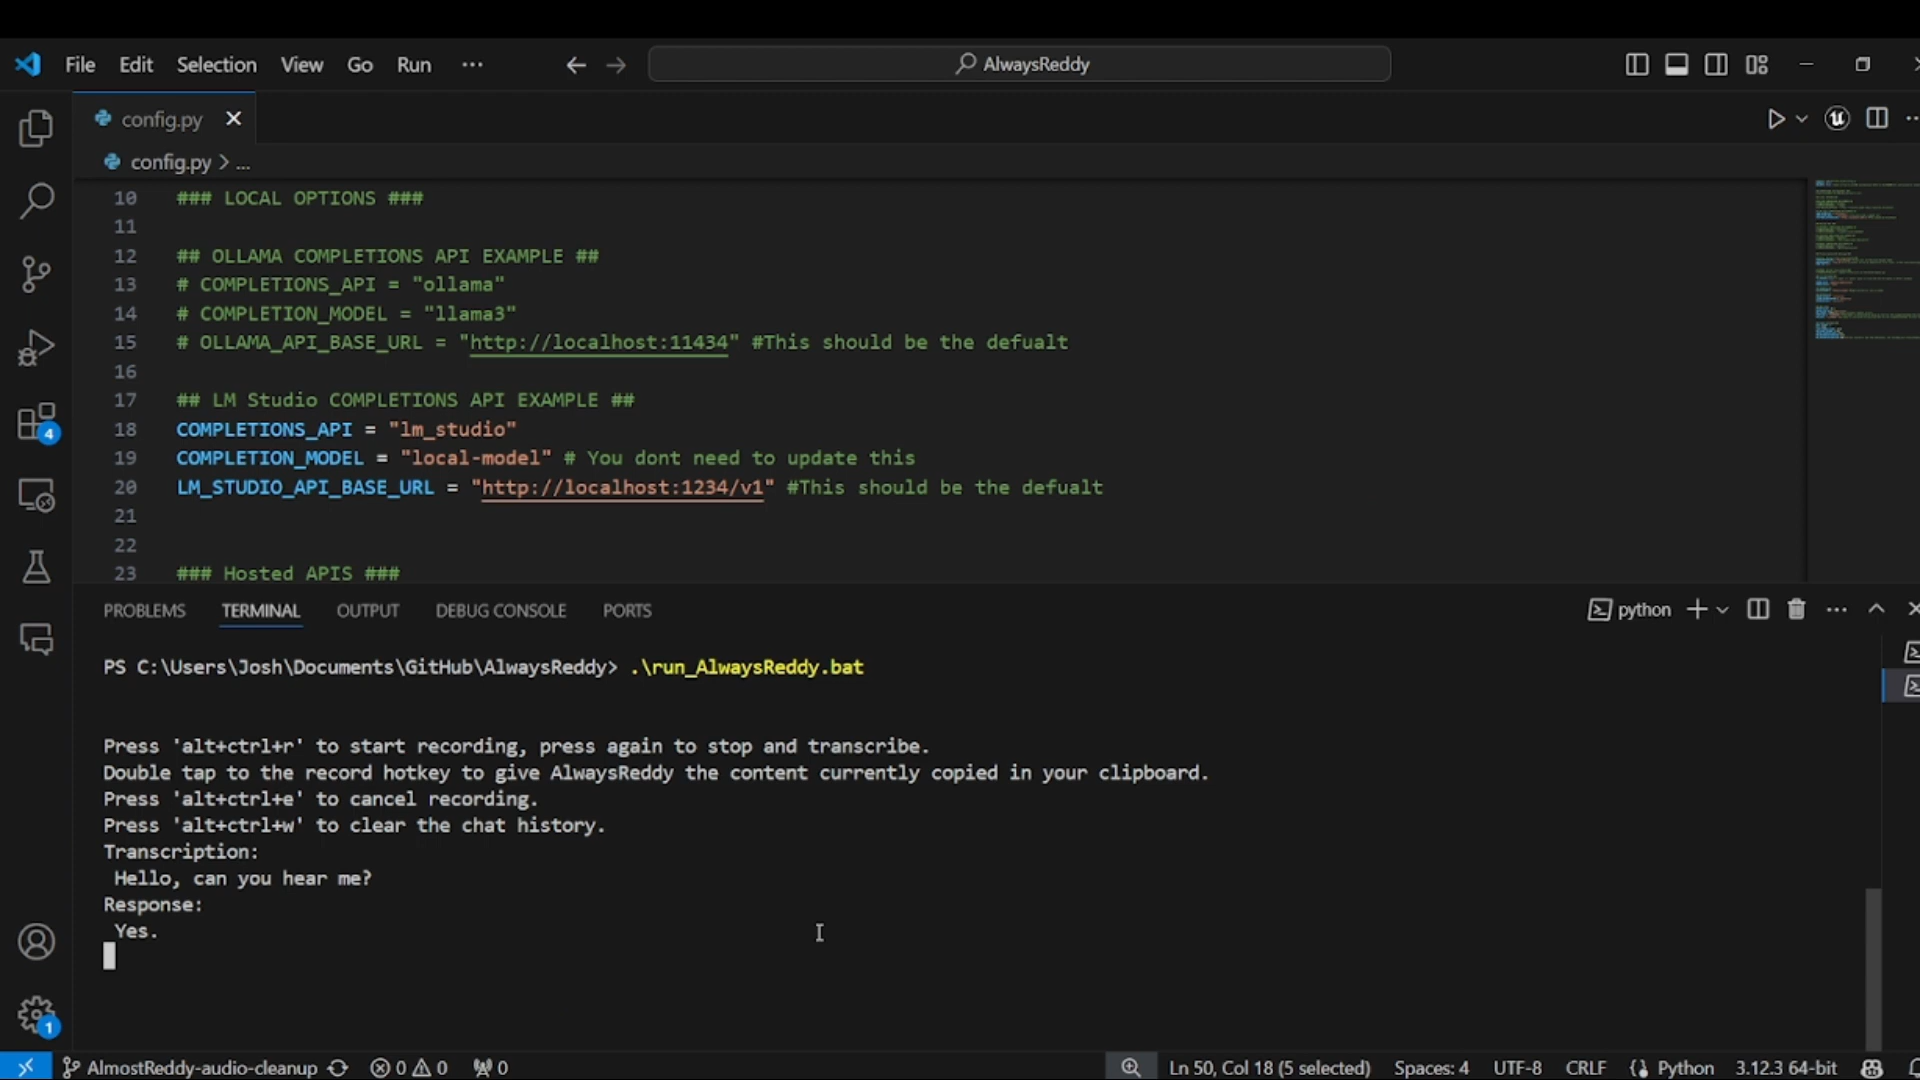 File Edit Selection View Go Run ···
AlwaysReddy
config.py
config.py > ...
10 ### LOCAL OPTIONS ###
11
12 ## OLLAMA COMPLETIONS API EXAMPLE ##
13 # COMPLETIONS_API = "ollama"
14 # COMPLETION_MODEL = "llama3"
15 # OLLAMA_API_BASE_URL = "http://localhost:11434" #This should be the defualt
16
17 ## LM Studio COMPLETIONS API EXAMPLE ##
18 COMPLETIONS_API = "lm_studio"
19 COMPLETION_MODEL = "local-model" # You dont need to update this
20 LM_STUDIO_API_BASE_URL = "http://localhost:1234/v1" #This should be the defualt
21
22
23 ### Hosted APIS ###
4
PROBLEMS TERMINAL OUTPUT DEBUG CONSOLE PORTS
python
PS C:\Users\Josh\Documents\GitHub\AlwaysReddy> .\run_AlwaysReddy.bat
Press 'alt+ctrl+r' to start recording, press again to stop and transcribe.
Double tap to the record hotkey to give AlwaysReddy the content currently copied in your clipboard.
Press 'alt+ctrl+e' to cancel recording.
Press 'alt+ctrl+w' to clear the chat history.
Transcription:
Hello, can you hear me?
Response:
Yes.
1
AlmostReddy-audio-cleanup 0 0 0 Ln 50, Col 18 (5 selected) Spaces: 4 UTF-8 CRLF Python 3.12.3 64-bit